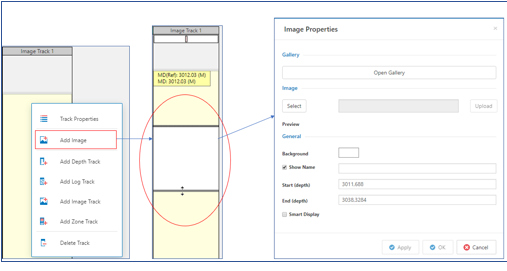 Image Track 1
Track Properties
Add Image
Add Depth Track
Add Log Track
Add Image Track
Add Zone Track
Delete Track
Image Track 1
MD(Ref): 3012.03 (M)
MD: 3012.03 (M)
Image Properties
×
Gallery
Open Gallery
Image
Select
Upload
Preview
General
Background
Show Name
Start (depth)
3011.688
End (depth)
3038.3284
Smart Display
Apply
OK
Cancel